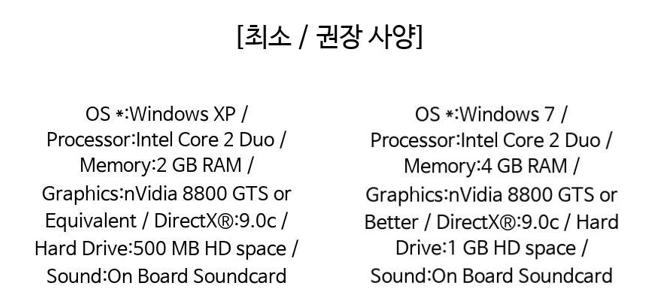 [최소 / 권장 사양]
OS *:Windows XP /
Processor:Intel Core 2 Duo /
Memory:2 GB RAM /
Graphics:nVidia 8800 GTS or
Equivalent / DirectX®:9.0c /
Hard Drive:500 MB HD space /
Sound:On Board Soundcard
OS *:Windows 7 /
Processor:Intel Core 2 Duo /
Memory:4 GB RAM /
Graphics:nVidia 8800 GTS or
Better / DirectX®:9.0c / Hard
Drive:1 GB HD space /
Sound:On Board Soundcard